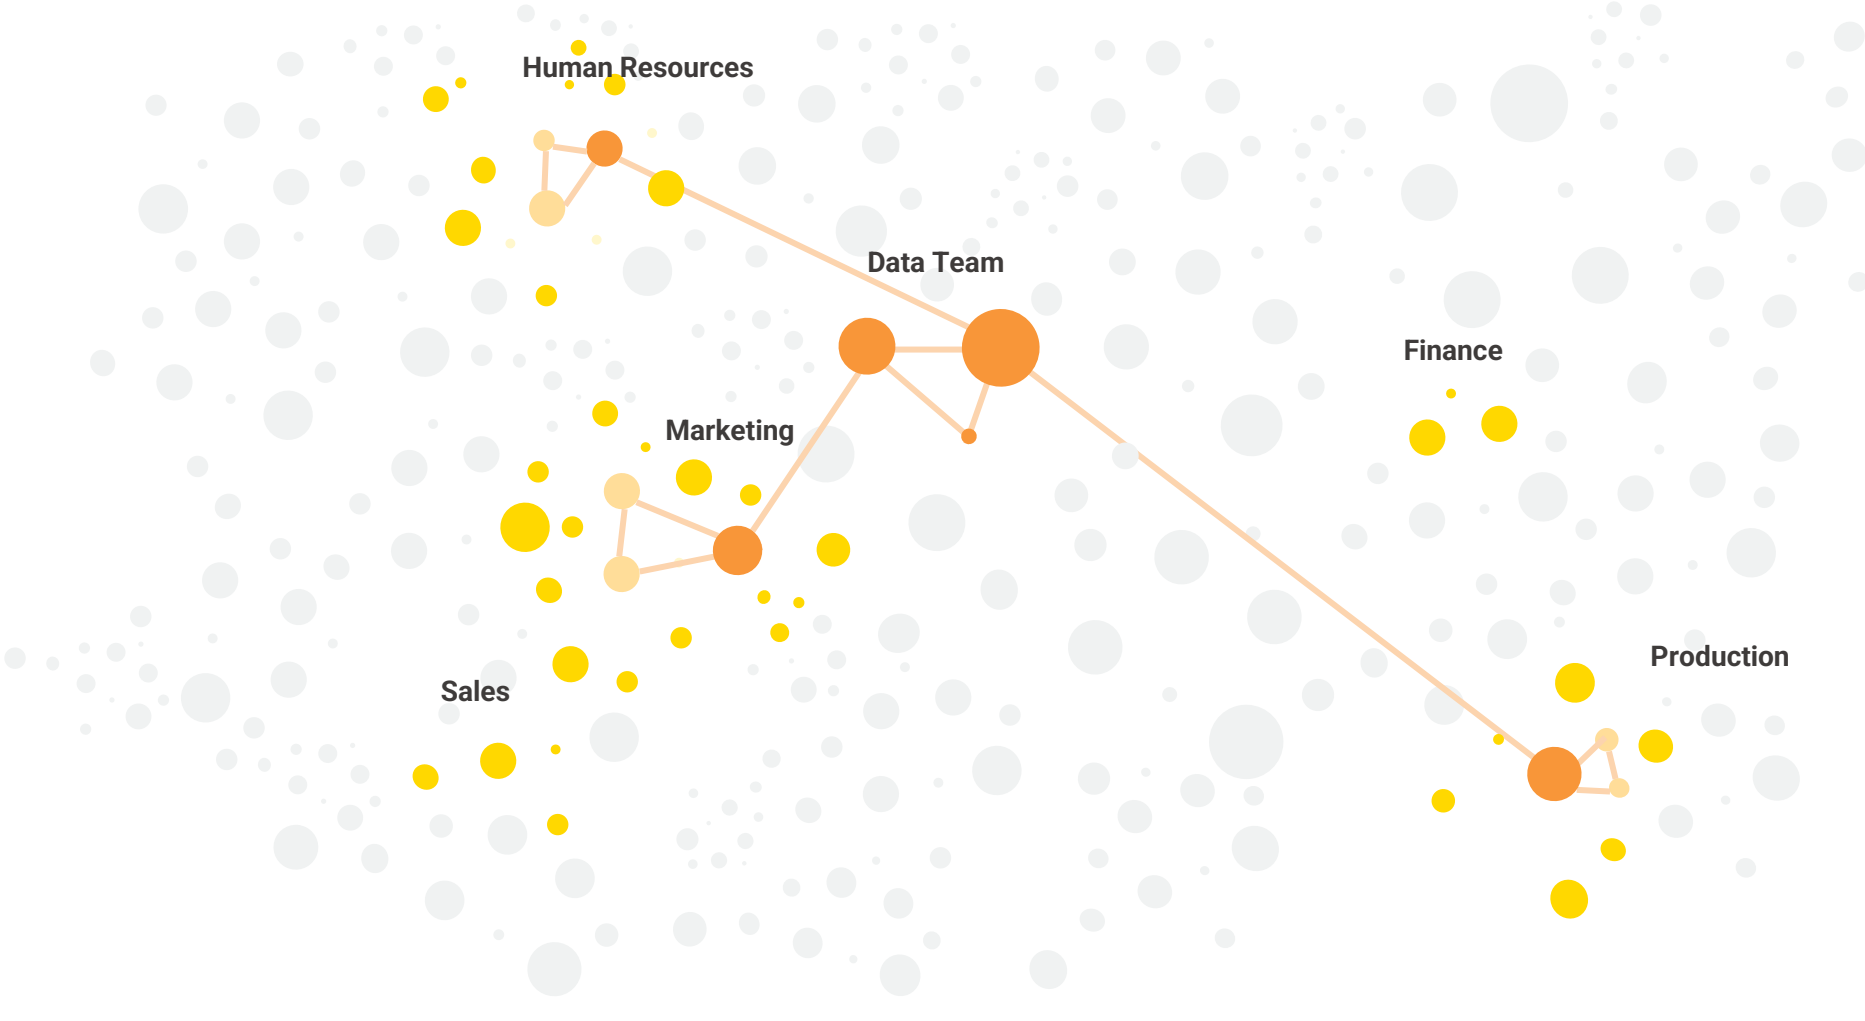 Human Resources
Data Team
Finance
Marketing
Production
Sales